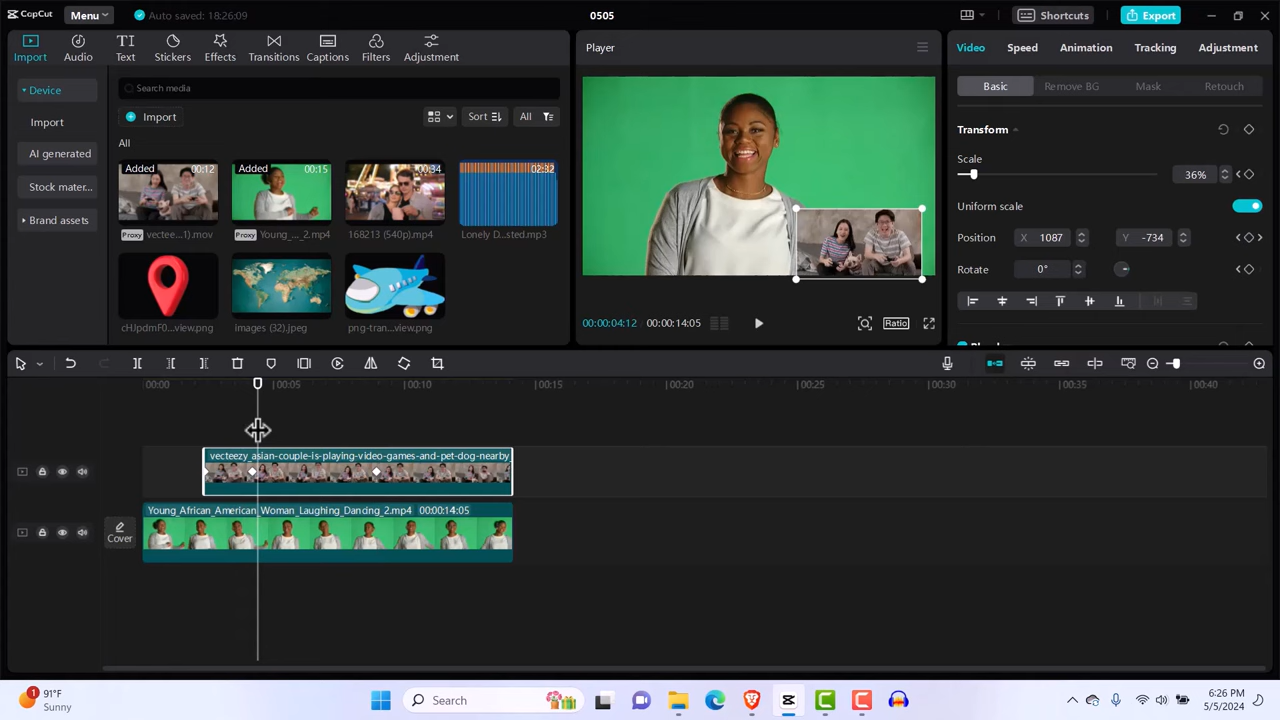 CapCut Menu Auto saved: 18:26:09 0505 Shortcuts Export
Import Audio Text Stickers Effects Transitions Captions Filters Adjustment
Device
Import
AI generated
Stock mater...
Brand assets
Search media
Import Sort All
All
Added 00:12 Added 00:15 00:34 02:32
Proxy vectee...1).mov Proxy Young_..._2.mp4 168213 (540p).mp4 Lonely D...sted.mp3
cHJpdmF0...view.png images (32).jpeg png-tran...view.png
Player
00:00:04:12 00:00:14:05 Ratio
Video Speed Animation Tracking Adjustment
Basic Remove BG Mask Retouch
Transform
Scale
36%
Uniform scale
Position X 1087 Y -734
Rotate 0°
00:00 00:05 00:10 00:15 00:20 00:25 00:30 00:35 00:40
vecteezy_asian-couple-is-playing-video-games-and-pet-dog-nearby
Young_African_American_Woman_Laughing_Dancing_2.mp4 00:00:14:05
Cover
1
91°F
Sunny
Search
6:26 PM
5/5/2024